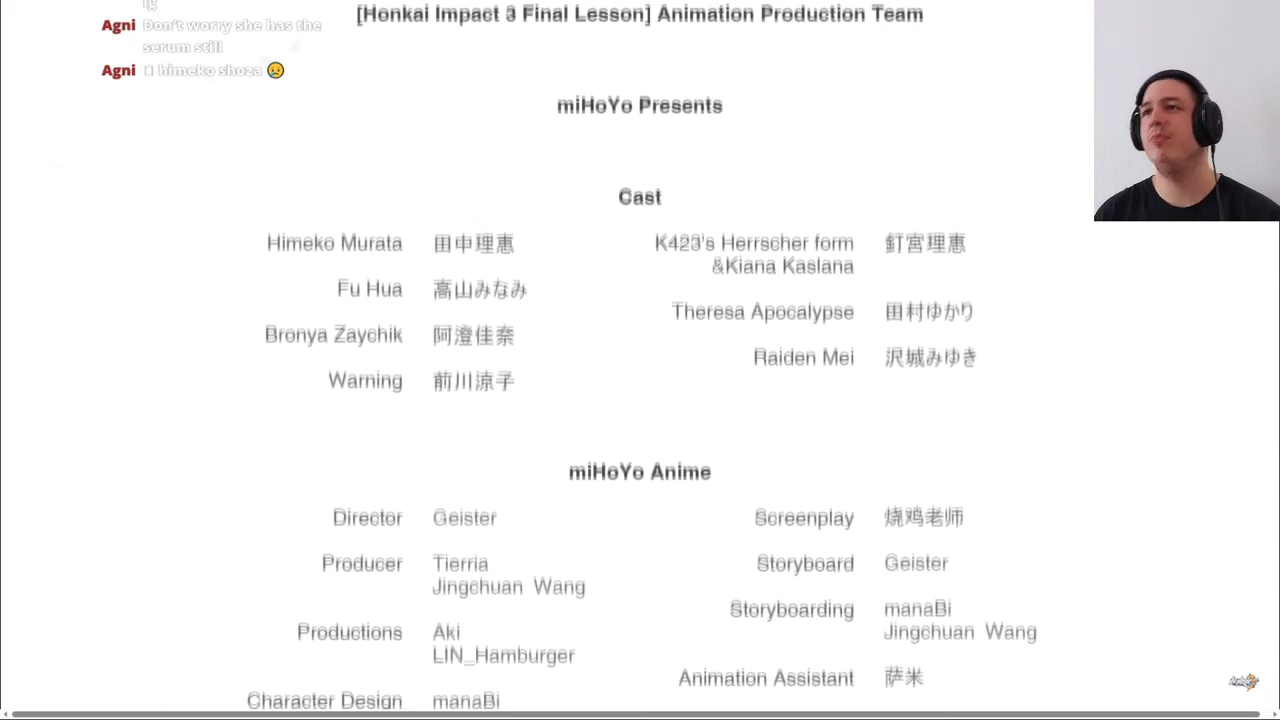 [Honkai Impact 3 Final Lesson] Animation Production Team
Agni Don't worry she has the
serum still
Agni himeko shoza 😥
miHoYo Presents
Cast
Himeko Murata 田中理恵
K423's Herrscher form 釘宮理恵
&Kiana Kaslana
Fu Hua 高山みなみ
Theresa Apocalypse 田村ゆかり
Bronya Zaychik 阿澄佳奈
Raiden Mei 沢城みゆき
Warning 前川涼子
miHoYo Anime
Director Geister
Screenplay 烧鸡老师
Producer Tierria
Jingchuan Wang
Storyboard Geister
Storyboarding manaBi
Jingchuan Wang
Productions Aki
LIN_Hamburger
Animation Assistant 萨米
Character Design manaBi